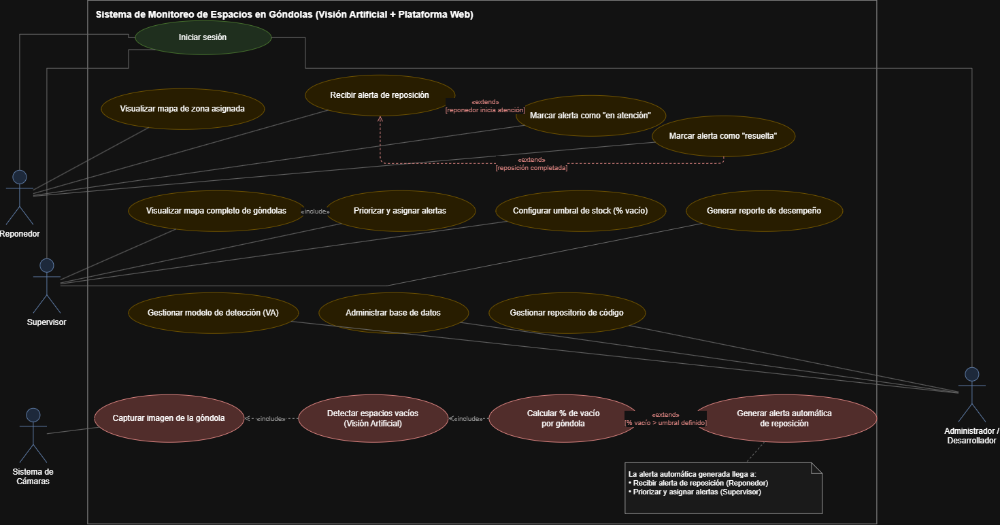 Sistema de Monitoreo de Espacios en Góndolas (Visión Artificial + Plataforma Web)
Iniciar sesión
Visualizar mapa de zona asignada
Recibir alerta de reposición
«extend»
[reponedor inicia atención]
Marcar alerta como "en atención"
Marcar alerta como "resuelta"
«extend»
[reposición completada]
Reponedor
Visualizar mapa completo de góndolas
«include»
Priorizar y asignar alertas
Configurar umbral de stock (% vacío)
Generar reporte de desempeño
Supervisor
Gestionar modelo de detección (VA)
Administrar base de datos
Gestionar repositorio de código
Capturar imagen de la góndola
«include»
Detectar espacios vacíos
(Visión Artificial)
«include»
Calcular % de vacío
por góndola
«extend»
[% vacío > umbral definido]
Generar alerta automática
de reposición
Administrador /
Desarrollador
Sistema de
Cámaras
La alerta automática generada llega a:
• Recibir alerta de reposición (Reponedor)
• Priorizar y asignar alertas (Supervisor)